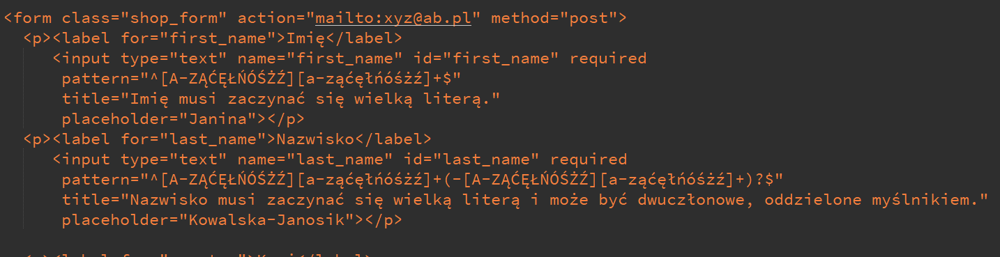 <form class="shop_form" action="mailto:xyz@ab.pl" method="post">
<p><label for="first_name">Imię</label>
<input type="text" name="first_name" id="first_name" required
pattern="^[A-ZĄĆĘŁŃÓŚŻŹ][a-ząćęłńóśżź]+$"
title="Imię musi zaczynać się wielką literą."
placeholder="Janina"></p>
<p><label for="last_name">Nazwisko</label>
<input type="text" name="last_name" id="last_name" required
pattern="^[A-ZĄĆĘŁŃÓŚŻŹ][a-ząćęłńóśżź]+(-[A-ZĄĆĘŁŃÓŚŻŹ][a-ząćęłńóśżź]+)?$"
title="Nazwisko musi zaczynać się wielką literą i może być dwuczłonowe, oddzielone myślnikiem."
placeholder="Kowalska-Janosik"></p>